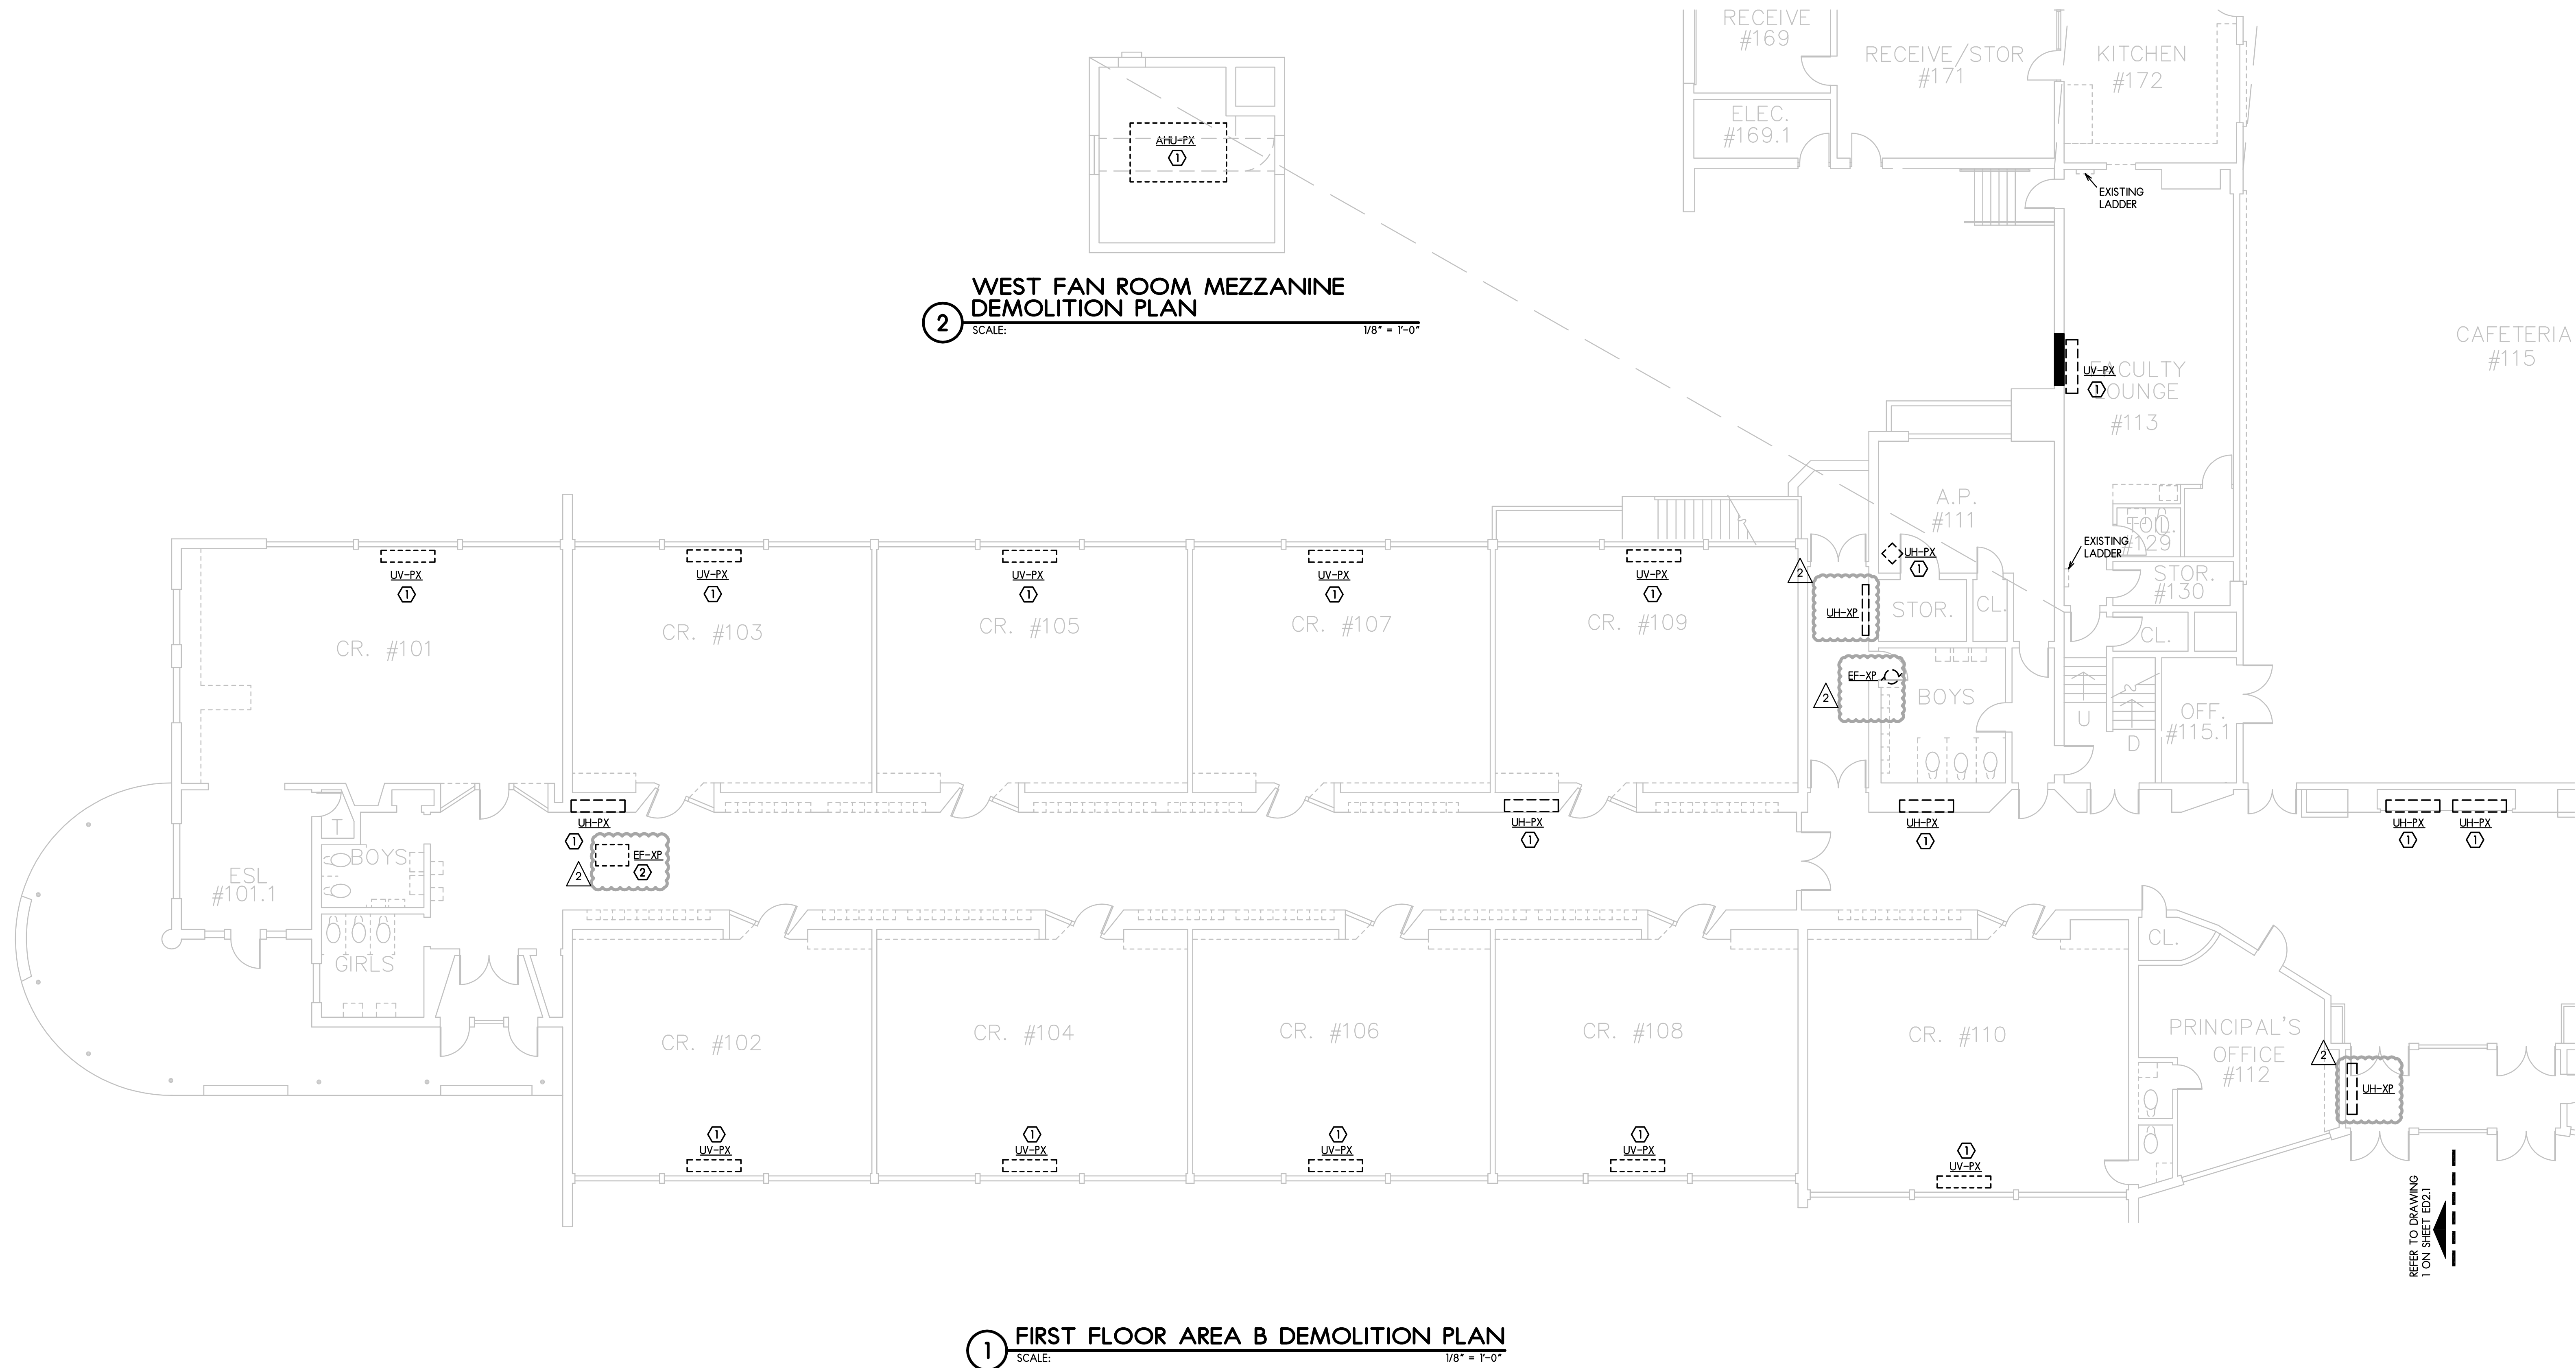 RECEIVE
#169
RECEIVE/STOR
#171
KITCHEN
#172
ELEC.
#169.1
AHU-PX
1
EXISTING
LADDER
WEST FAN ROOM MEZZANINE
DEMOLITION PLAN
2
SCALE:
1/8" = 1'-0"
CAFETERIA
#115
UV-PX
1
FACULTY
LOUNGE
#113
A.P.
#111
TOIL.
#129
EXISTING
LADDER
STOR.
#130
UH-PX
1
UV-PX
1
UV-PX
1
UV-PX
1
UV-PX
1
UV-PX
1
2
UH-XP
STOR.
CL.
CL.
CR. #101
CR. #103
CR. #105
CR. #107
CR. #109
EF-XP
2
BOYS
U
D
OFF.
#115.1
UH-PX
1
UH-PX
1
UH-PX
1
UH-PX
1
UH-PX
1
T
BOYS
EF-XP
2
2
ESL
#101.1
GIRLS
CL.
CR. #102
CR. #104
CR. #106
CR. #108
CR. #110
PRINCIPAL'S
OFFICE
#112
2
UH-XP
1
UV-PX
1
UV-PX
1
UV-PX
1
UV-PX
1
UV-PX
REFER TO DRAWING
1 ON SHEET ED2.1
1
FIRST FLOOR AREA B DEMOLITION PLAN
SCALE:
1/8" = 1'-0"